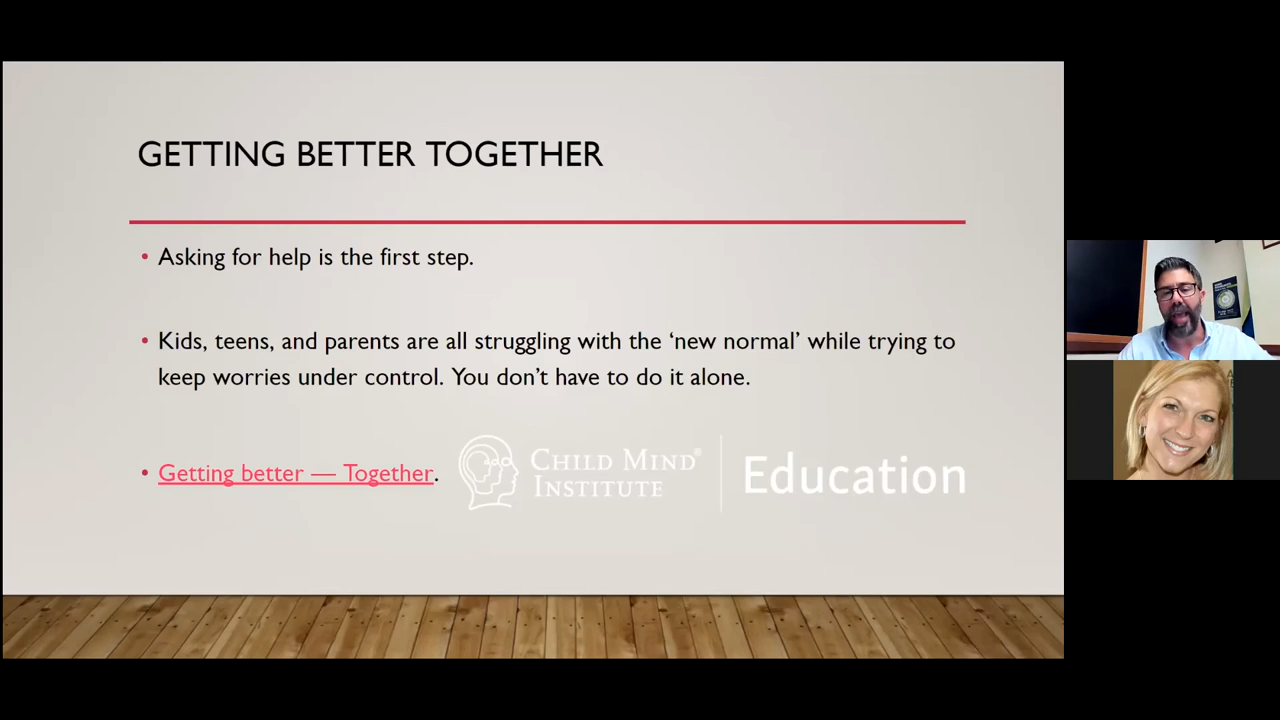 GETTING BETTER TOGETHER
• Asking for help is the first step.
• Kids, teens, and parents are all struggling with the ‘new normal’ while trying to
keep worries under control. You don’t have to do it alone.
• Getting better — Together.
CHILD MIND®
INSTITUTE
Education